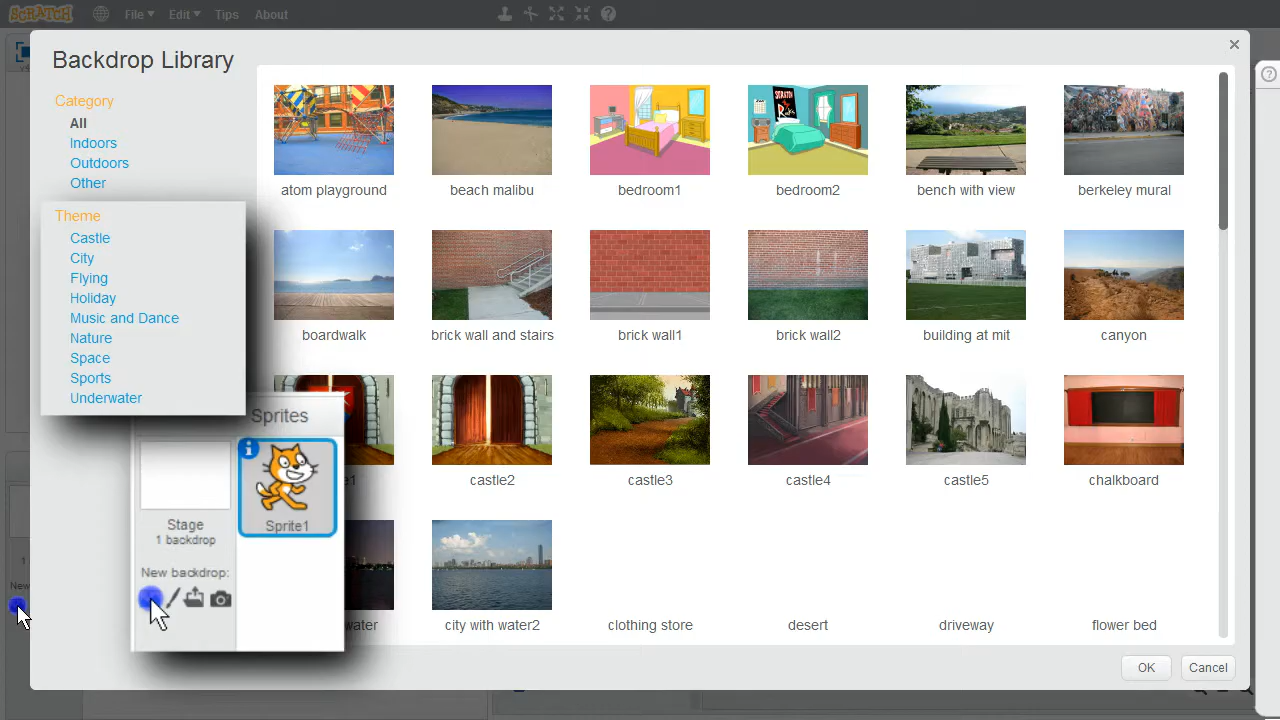 SCRATCH File Edit Tips About
Backdrop Library
Category
All
Indoors
Outdoors
Other
Theme
Castle
City
Flying
Holiday
Music and Dance
Nature
Space
Sports
Underwater
atom playground beach malibu bedroom1 bedroom2 bench with view berkeley mural
boardwalk brick wall and stairs brick wall1 brick wall2 building at mit canyon
castle2 castle3 castle4 castle5 chalkboard
water city with water2 clothing store desert driveway flower bed
Sprites
Stage
1 backdrop
Sprite1
New backdrop:
New
OK Cancel